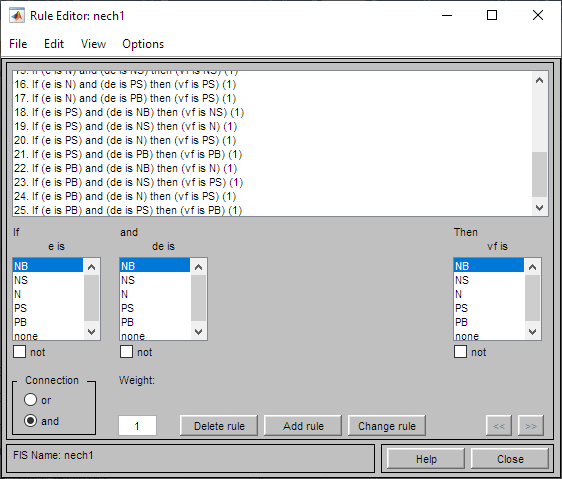 Rule Editor: nech1
File Edit View Options
15. If (e is N) and (de is NS) then (vf is NS) (1)
16. If (e is N) and (de is PS) then (vf is PS) (1)
17. If (e is N) and (de is PB) then (vf is PS) (1)
18. If (e is PS) and (de is NB) then (vf is NS) (1)
19. If (e is PS) and (de is NS) then (vf is N) (1)
20. If (e is PS) and (de is N) then (vf is PS) (1)
21. If (e is PS) and (de is PB) then (vf is PB) (1)
22. If (e is PB) and (de is NB) then (vf is N) (1)
23. If (e is PB) and (de is NS) then (vf is PS) (1)
24. If (e is PB) and (de is N) then (vf is PS) (1)
25. If (e is PB) and (de is PS) then (vf is PB) (1)
If and Then
e is de is vf is
NB NB NB
NS NS NS
N N N
PS PS PS
PB PB PB
none none none
not not not
Connection Weight:
or
and 1 Delete rule Add rule Change rule << >>
FIS Name: nech1 Help Close